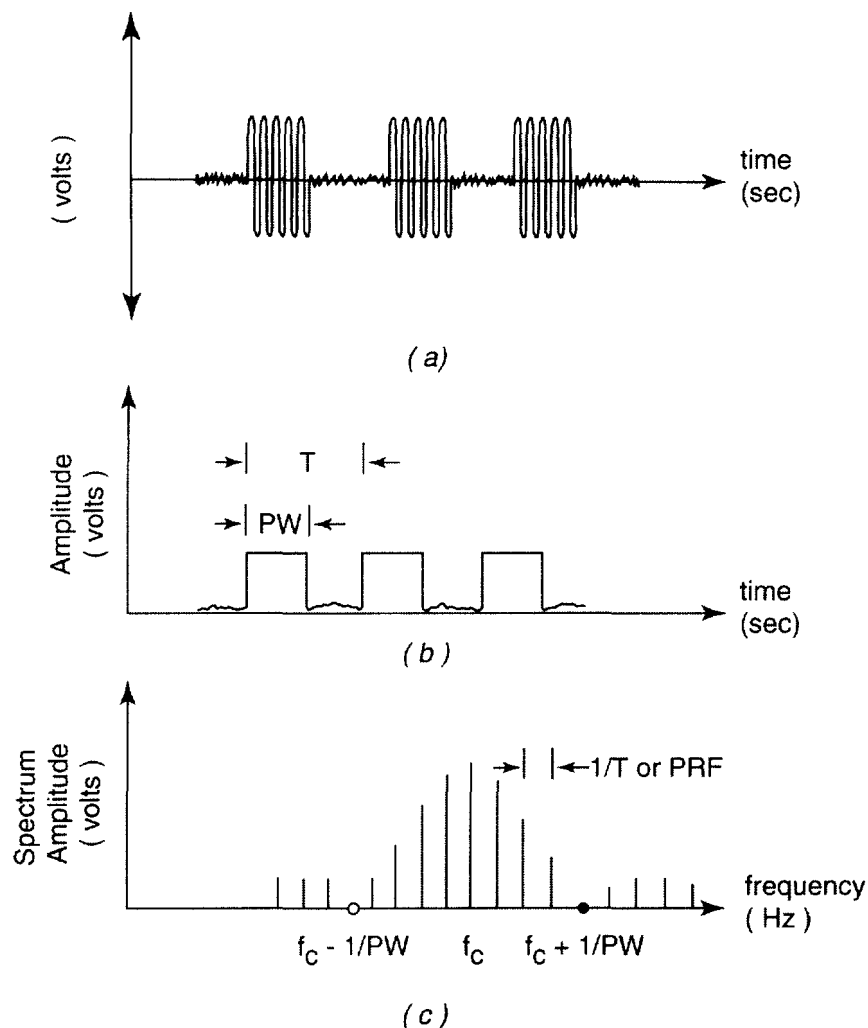 ( volts )
time
(sec)
( a)
Amplitude
( volts )
T
PW
time
(sec)
( b )
Spectrum
Amplitude
( volts )
1/T or PRF
frequency
( Hz )
f_C - 1/PW f_C f_C + 1/PW
( c )